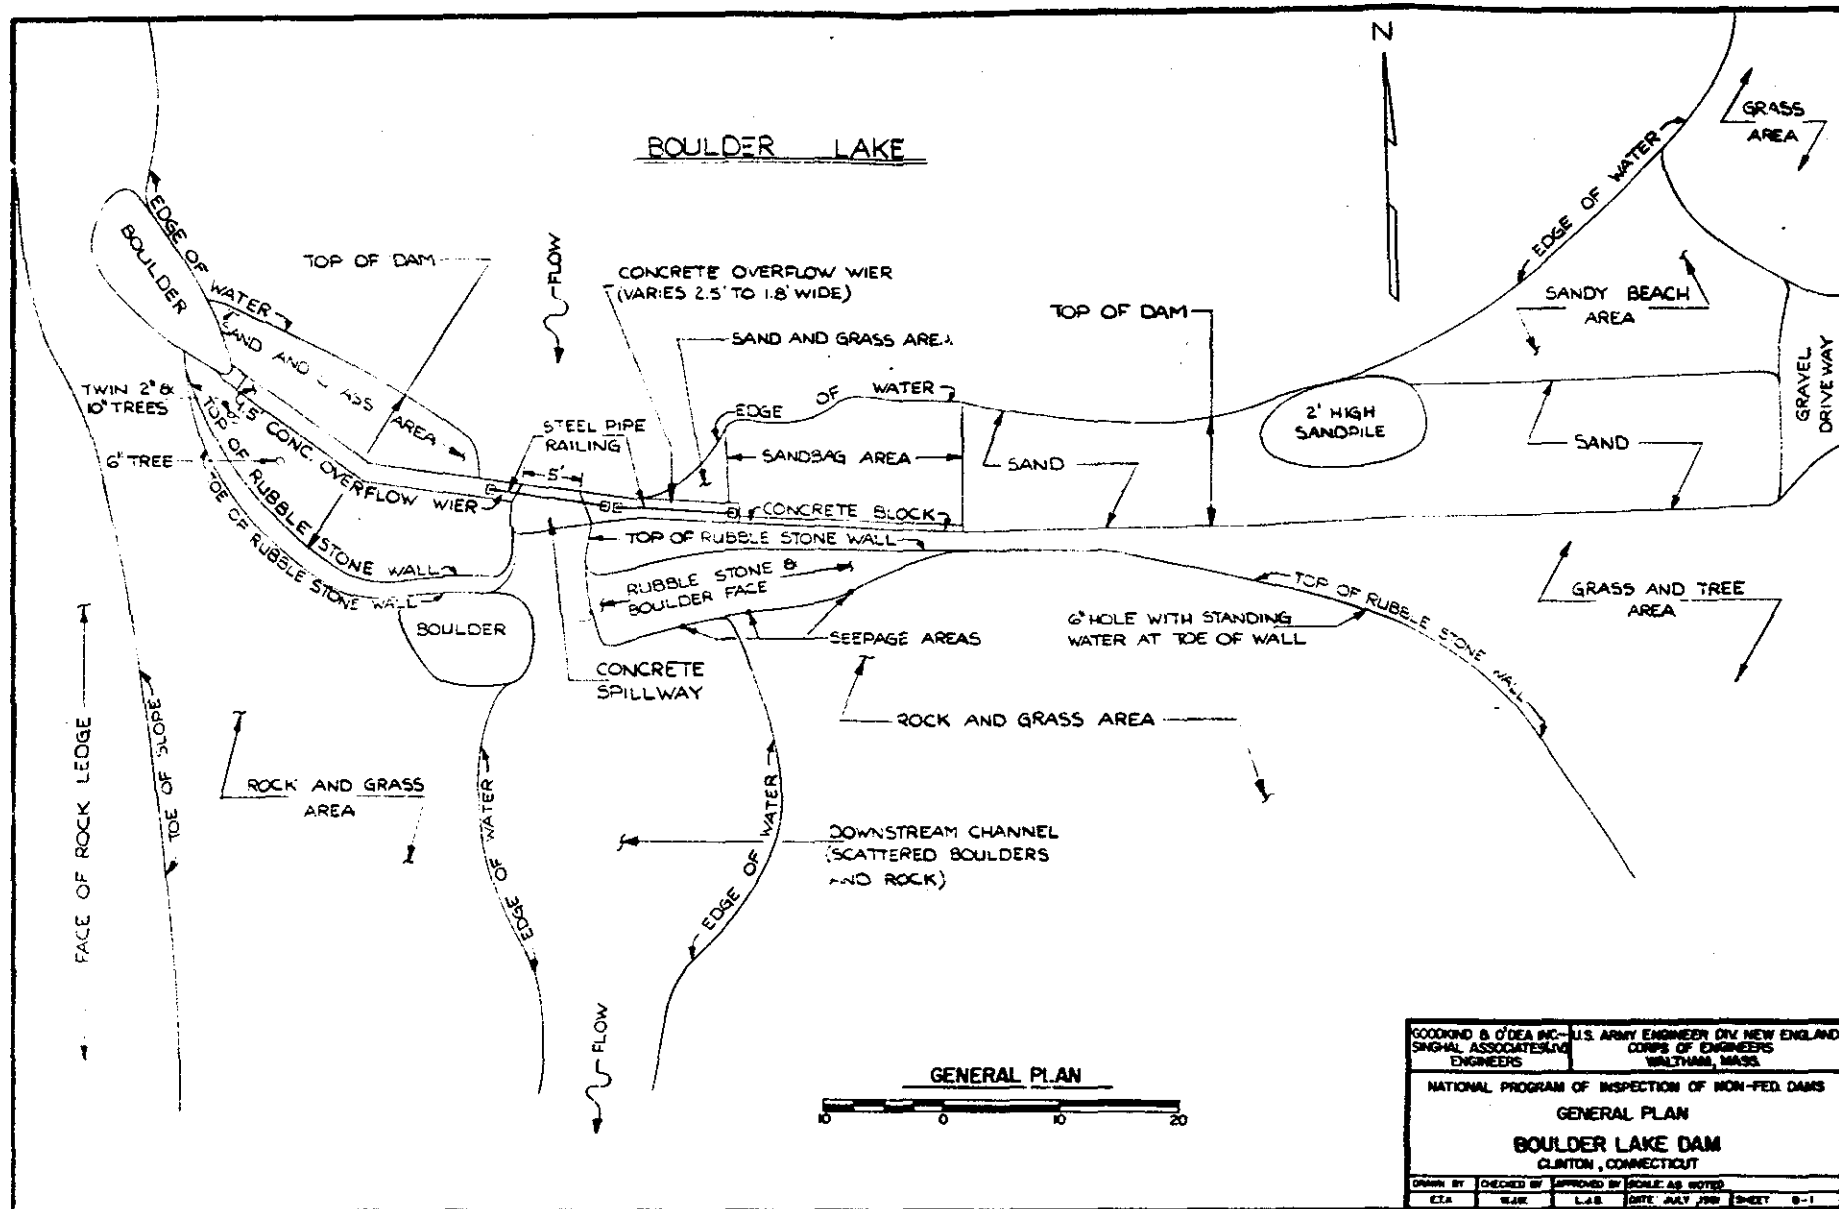 N
GRASS
AREA
BOULDER LAKE
EDGE OF WATER
EDGE OF WATER
BOULDER
TOP OF DAM
FLOW
CONCRETE OVERFLOW WIER
(VARIES 2.5' TO 1.8' WIDE)
SAND AND GRASS AREA
TOP OF DAM
SANDY BEACH
AREA
GRAVEL
DRIVEWAY
SAND AND GRASS AREA
TWIN 2" &
10" TREES
6" TREE
1.5' CONC. OVERFLOW WIER
TOP OF RUBBLE STONE WALL
TOE OF RUBBLE STONE WALL
STEEL PIPE
RAILING
5'
EDGE OF WATER
SANDBAG AREA
SAND
2' HIGH
SANDPILE
SAND
CONCRETE BLOCK
TOP OF RUBBLE STONE WALL
RUBBLE STONE &
BOULDER FACE
BOULDER
SEEPAGE AREAS
CONCRETE
SPILLWAY
6" HOLE WITH STANDING
WATER AT TOE OF WALL
TOP OF RUBBLE STONE WALL
GRASS AND TREE
AREA
FACE OF ROCK LEDGE
TOE OF SLOPE
ROCK AND GRASS
AREA
ROCK AND GRASS AREA
EDGE OF WATER
EDGE OF WATER
DOWNSTREAM CHANNEL
(SCATTERED BOULDERS
AND ROCK)
FLOW
GENERAL PLAN
10 0 10 20
GOODKIND & O'DEA INC.
SINGHAL ASSOCIATES
ENGINEERS
U.S. ARMY ENGINEER DIV. NEW ENGLAND
CORPS OF ENGINEERS
WALTHAM, MASS.
NATIONAL PROGRAM OF INSPECTION OF NON-FED. DAMS
GENERAL PLAN
BOULDER LAKE DAM
CLINTON, CONNECTICUT
DRAWN BY CHECKED BY APPROVED BY SCALE: AS NOTED
DATE: JULY SHEET B-1